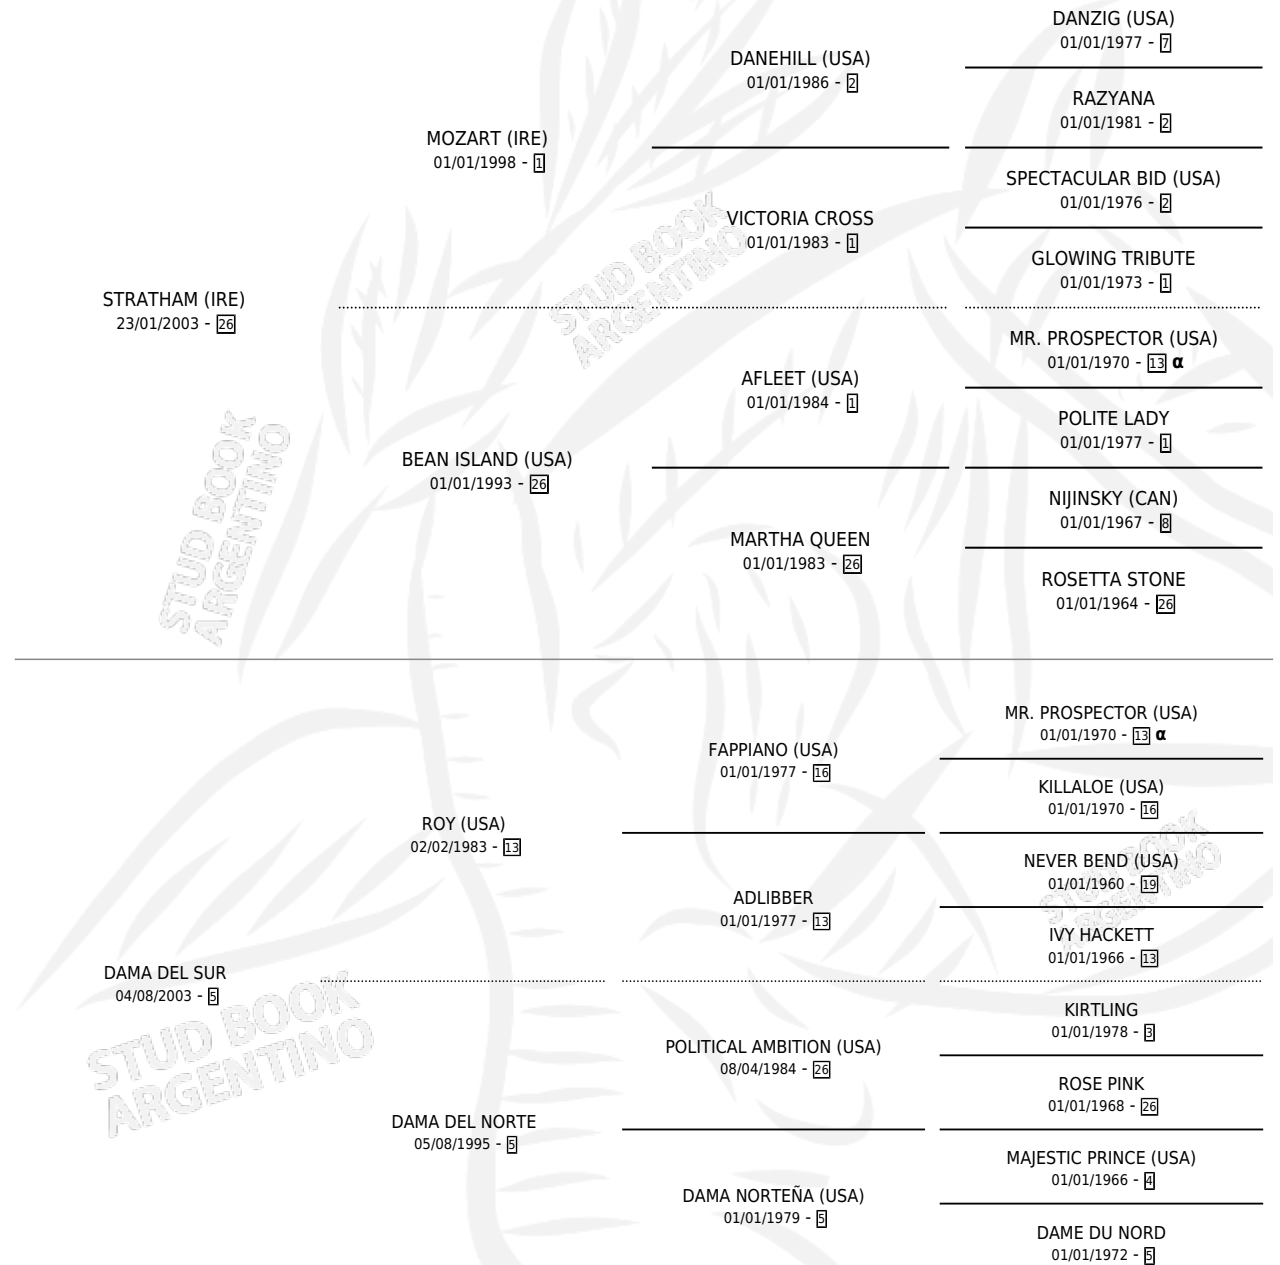 DANZIG (USA)
01/01/1977 - 7
DANEHILL (USA)
01/01/1986 - 2
RAZYANA
01/01/1981 - 2
MOZART (IRE)
01/01/1998 - 1
SPECTACULAR BID (USA)
01/01/1976 - 2
VICTORIA CROSS
01/01/1983 - 1
GLOWING TRIBUTE
01/01/1973 - 1
STRATHAM (IRE)
23/01/2003 - 26
MR. PROSPECTOR (USA)
01/01/1970 - 13 α
AFLEET (USA)
01/01/1984 - 1
POLITE LADY
01/01/1977 - 1
BEAN ISLAND (USA)
01/01/1993 - 26
NIJINSKY (CAN)
01/01/1967 - 8
MARTHA QUEEN
01/01/1983 - 26
ROSETTA STONE
01/01/1964 - 26
MR. PROSPECTOR (USA)
01/01/1970 - 13 α
FAPPIANO (USA)
01/01/1977 - 16
KILLALOE (USA)
01/01/1970 - 16
ROY (USA)
02/02/1983 - 13
NEVER BEND (USA)
01/01/1960 - 19
ADLIBBER
01/01/1977 - 13
IVY HACKETT
01/01/1966 - 13
DAMA DEL SUR
04/08/2003 - 5
KIRTLING
01/01/1978 - 3
POLITICAL AMBITION (USA)
08/04/1984 - 26
ROSE PINK
01/01/1968 - 26
DAMA DEL NORTE
05/08/1995 - 5
MAJESTIC PRINCE (USA)
01/01/1966 - 4
DAMA NORTEÑA (USA)
01/01/1979 - 5
DAME DU NORD
01/01/1972 - 5
STUD BOOK
ARGENTINO
STUD BOOK
ARGENTINO
STUD BOOK
ARGENTINO
STUD BOOK
ARGENTINO